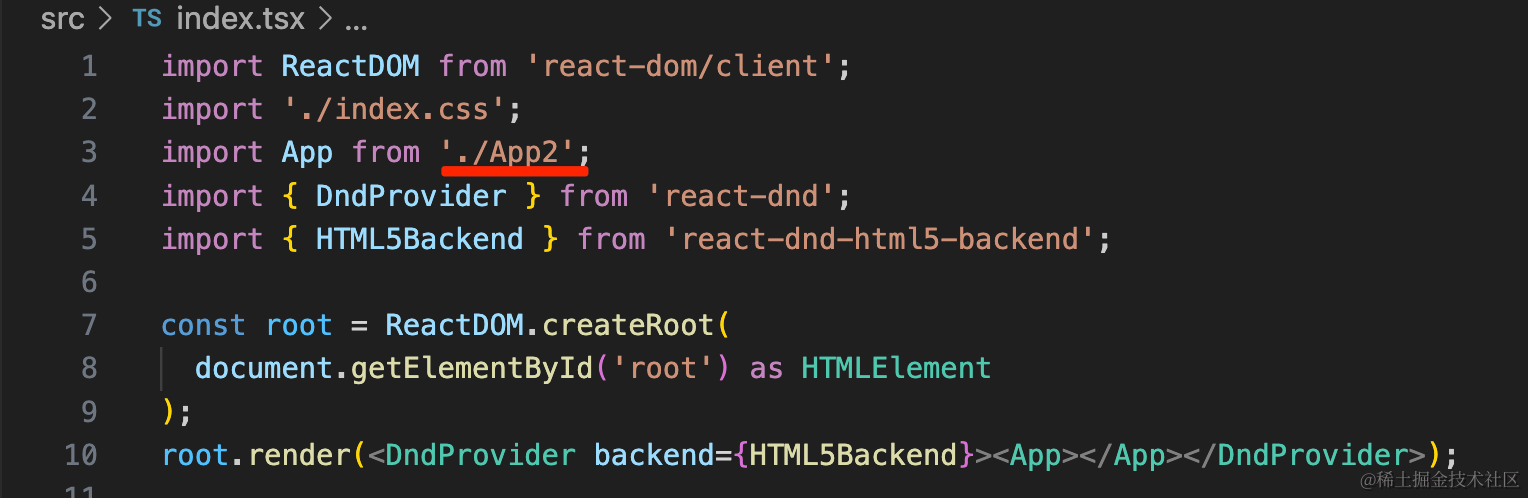 src > TS index.tsx > ...
1 import ReactDOM from 'react-dom/client';
2 import './index.css';
3 import App from './App2';
4 import { DndProvider } from 'react-dnd';
5 import { HTML5Backend } from 'react-dnd-html5-backend';
6
7 const root = ReactDOM.createRoot(
8   document.getElementById('root') as HTMLElement
9 );
10 root.render(<DndProvider backend={HTML5Backend}><App></App></DndProvider>);
11
@稀土掘金技术社区